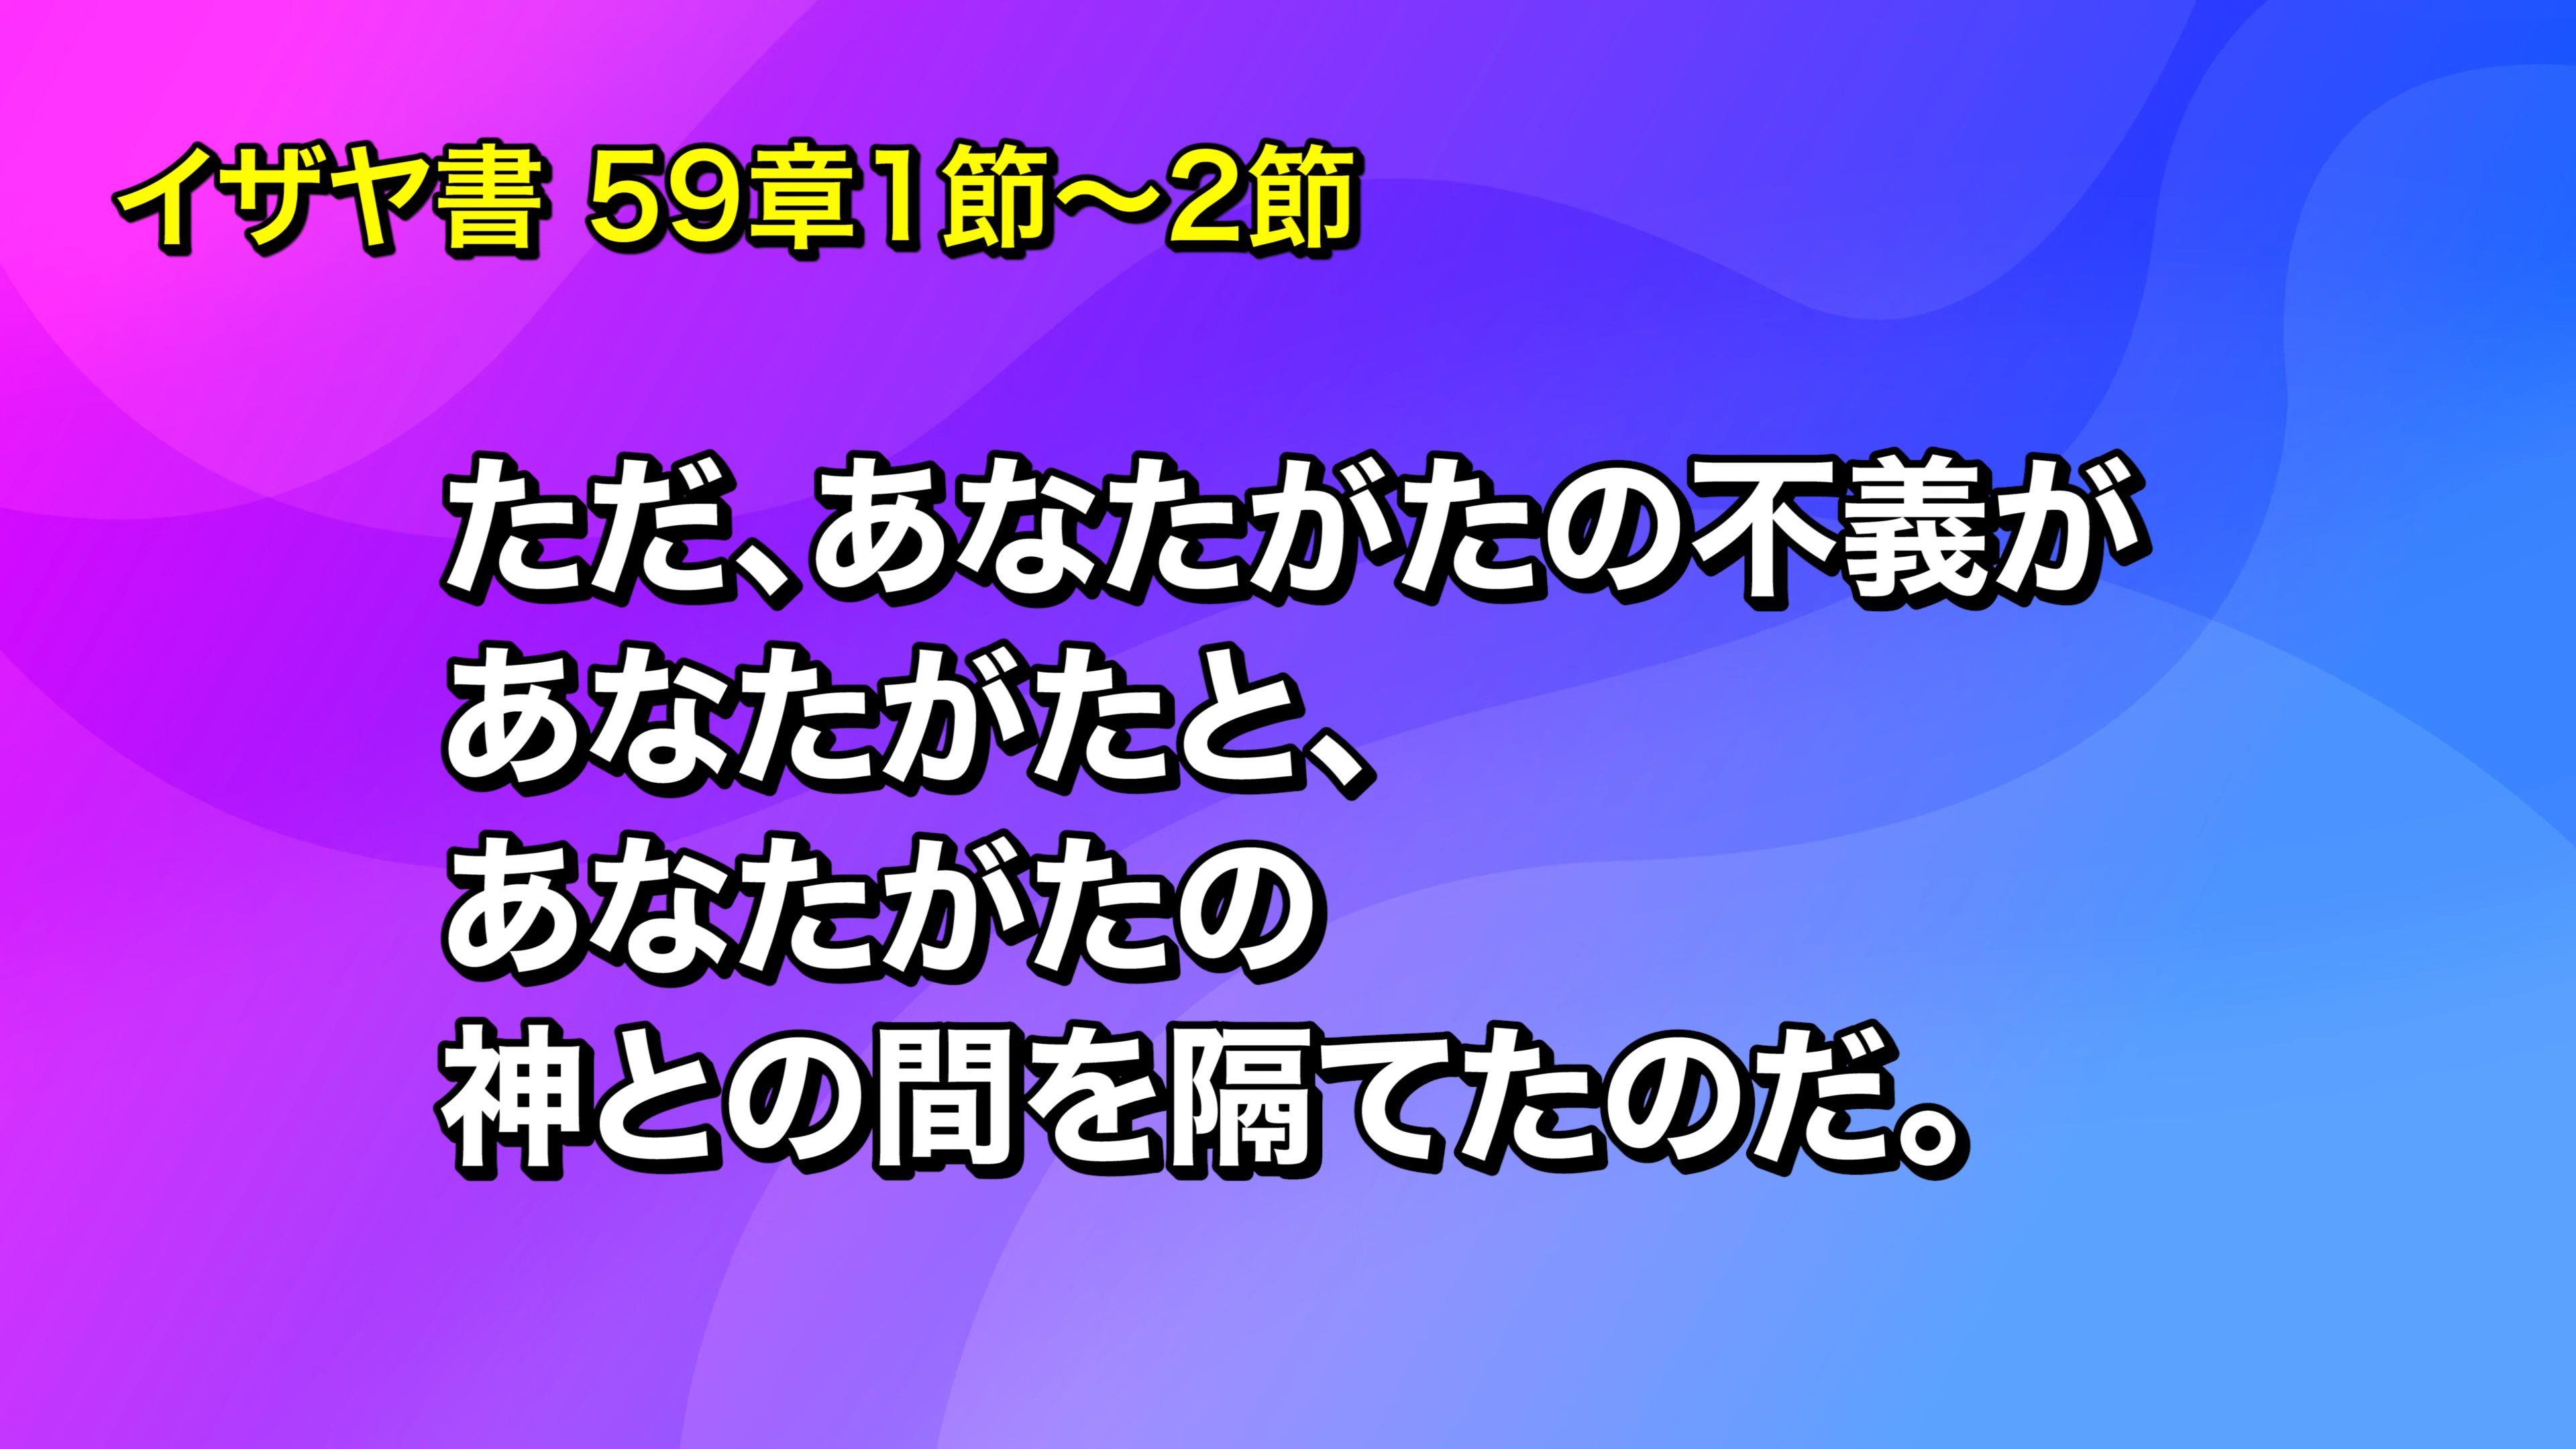 イザヤ書 59章1節〜2節
ただ、あなたがたの不義が
あなたがたと、
あなたがたの
神との間を隔てたのだ。